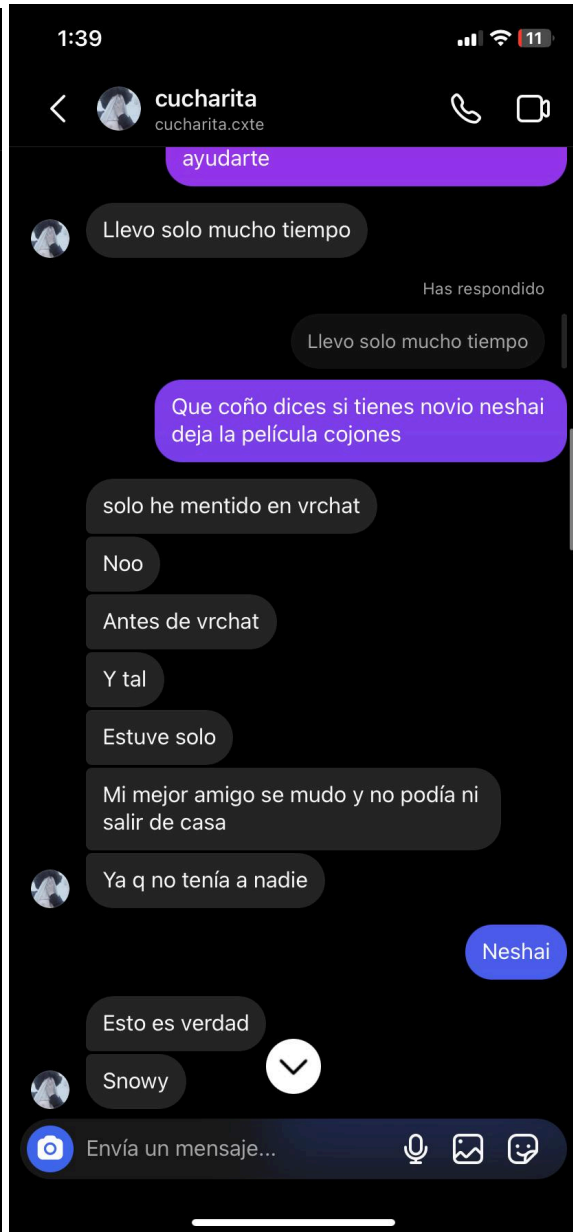 1:39
11
cucharita
cucharita.cxte
ayudarte
Llevo solo mucho tiempo
Has respondido
Llevo solo mucho tiempo
Que coño dices si tienes novio neshai
deja la película cojones
solo he mentido en vrchat
Noo
Antes de vrchat
Y tal
Estuve solo
Mi mejor amigo se mudo y no podía ni
salir de casa
Ya q no tenía a nadie
Neshai
Esto es verdad
Snowy
Envía un mensaje...